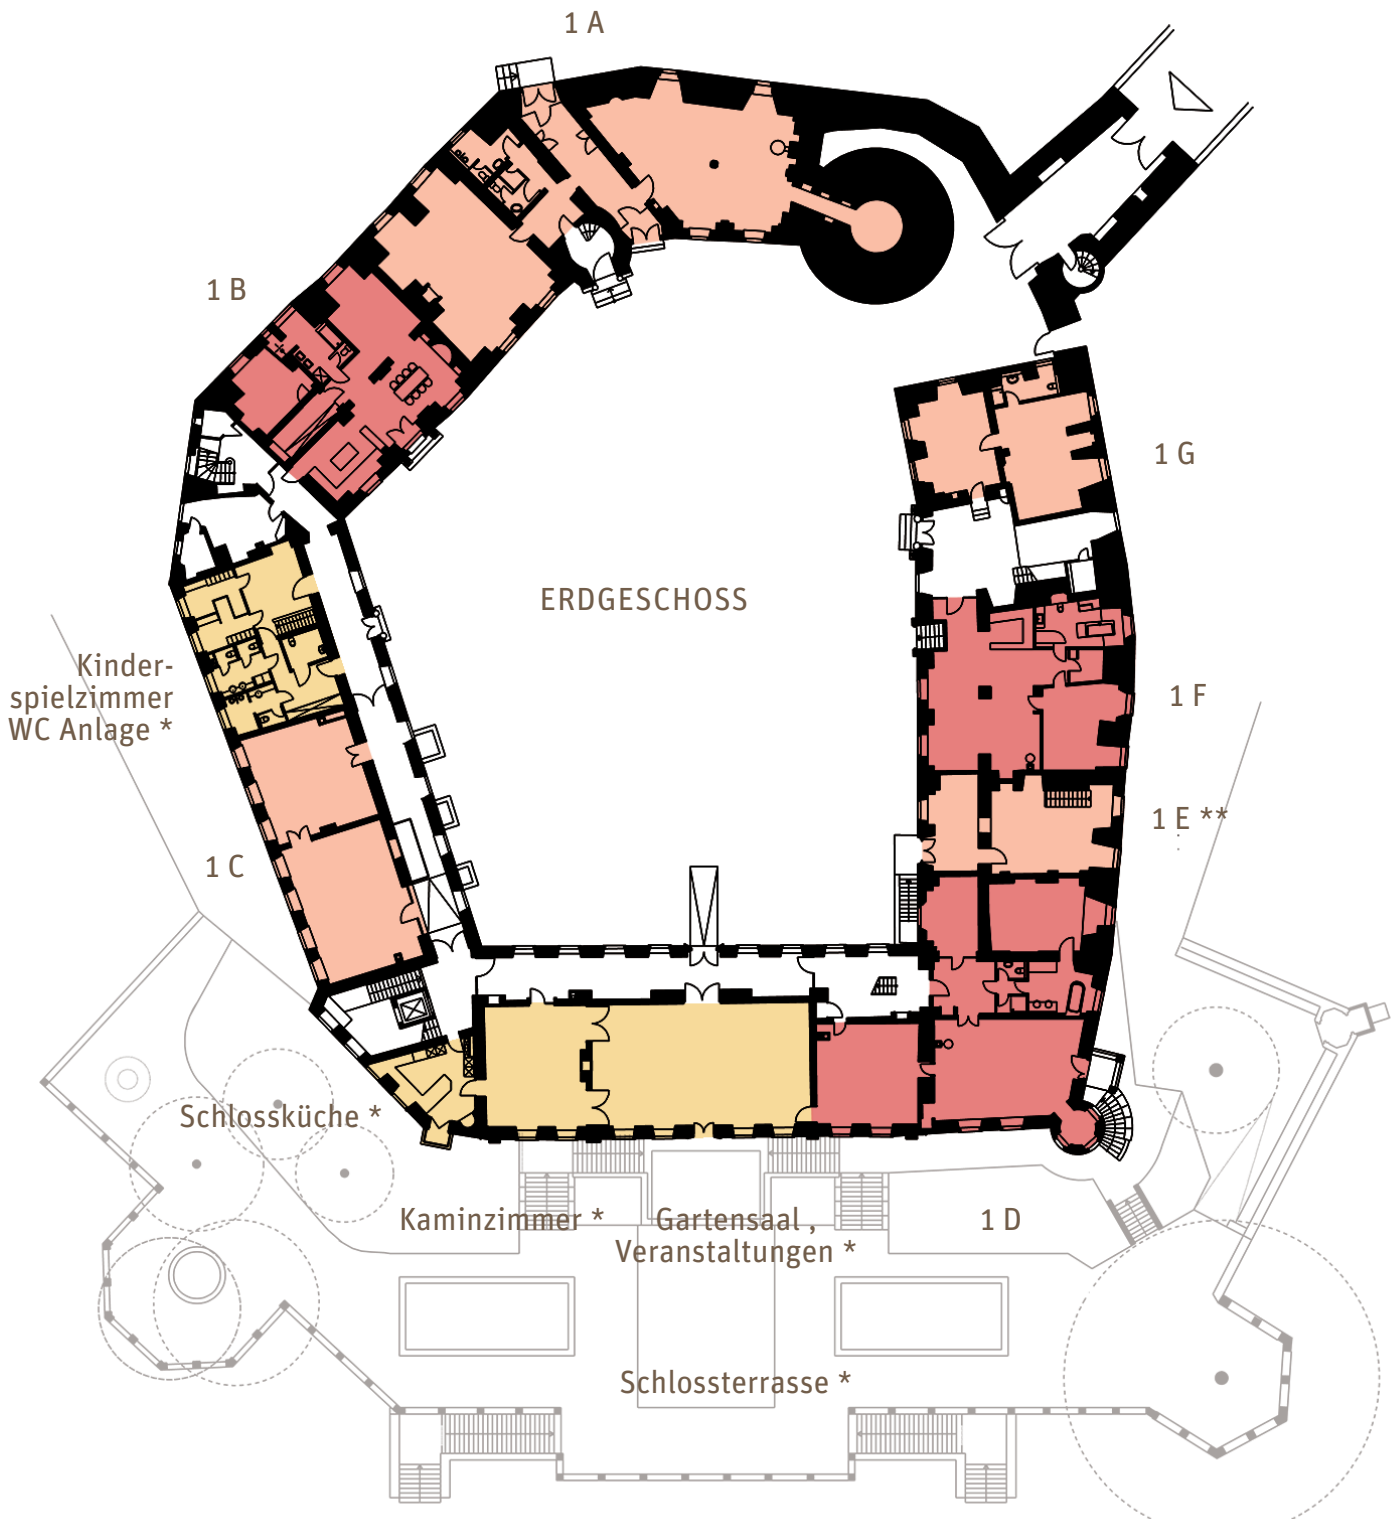 1 A
1 B
ERDGESCHOSS
1 G
Kinder-
spielzimmer
WC Anlage *
1 F
1 E **
1 C
Schlossküche *
Kaminzimmer *
Gartensaal ,
Veranstaltungen *
1 D
Schlossterrasse *